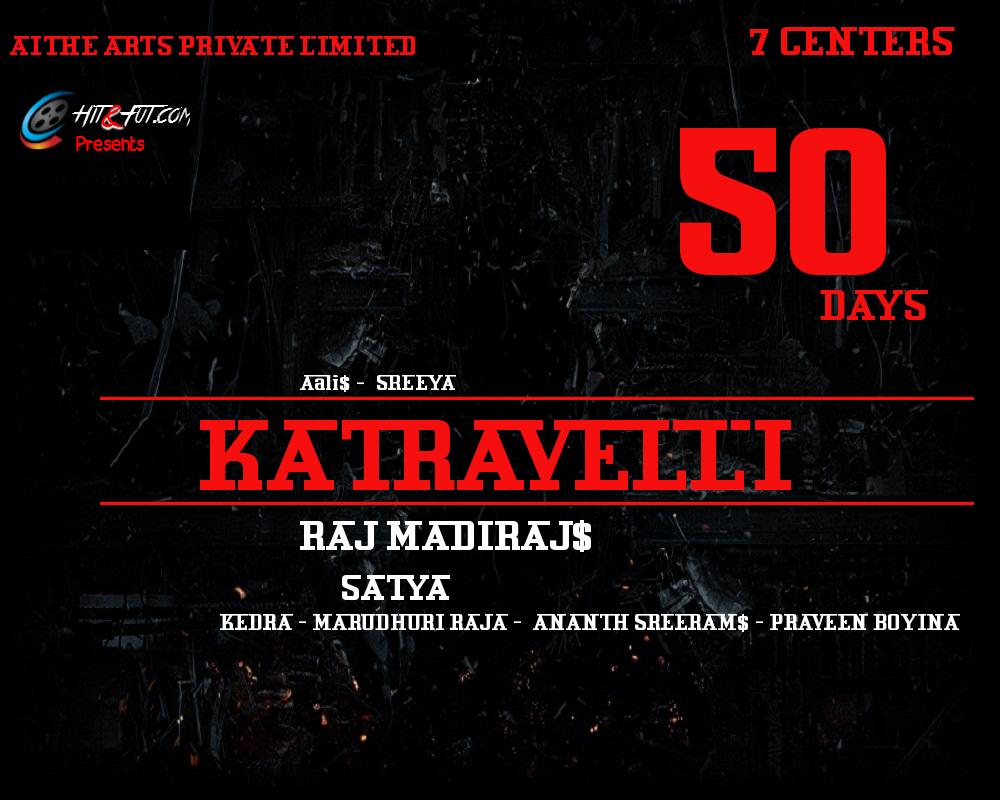 AITHE ARTS PRIVATE LIMITED
7 CENTERS
HIT&FUT.COM
Presents
50
DAYS
Aali$ - SREEYA
KATRAVELLI
RAJ MADIRAJ$
SATYA
KEDRA - MARUDHURI RAJA - ANANTH SREERAM$ - PRAVEEN BOYINA